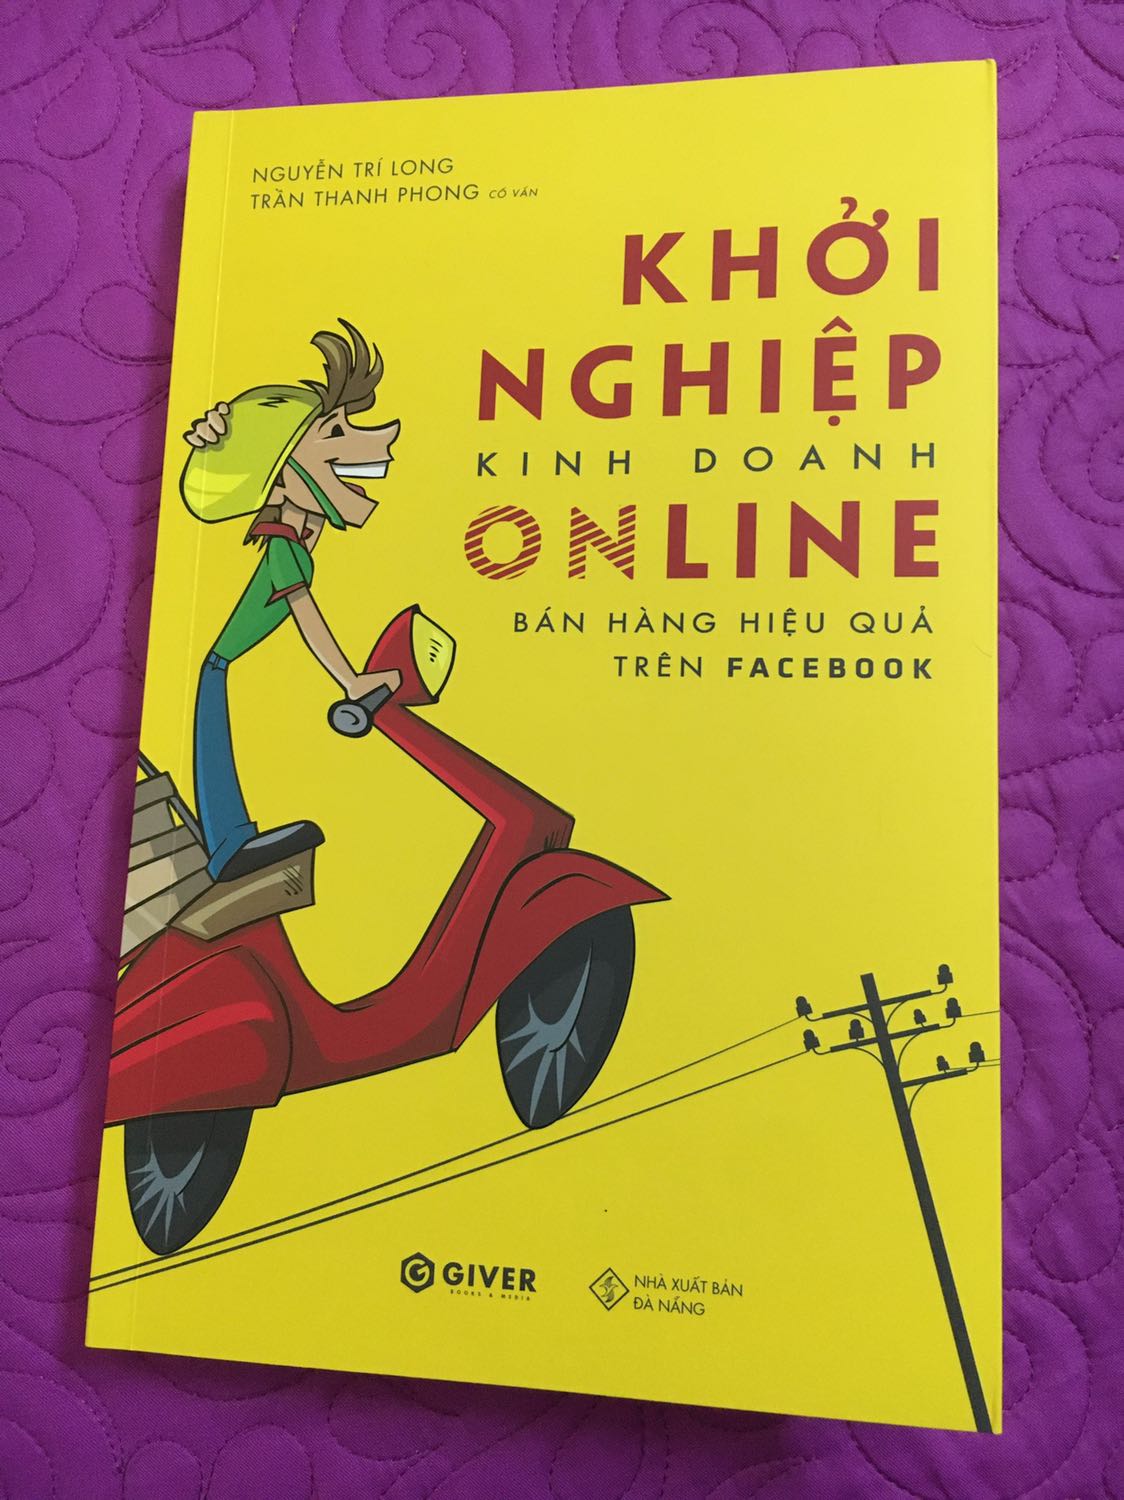 NGUYỄN TRÍ LONG
TRẦN THANH PHONG CỐ VẤN
KHỞI
NGHIỆP
KINH DOANH
ONLINE
BÁN HÀNG HIỆU QUẢ
TRÊN FACEBOOK
GIVER
BOOKS & MEDIA
NHÀ XUẤT BẢN
ĐÀ NẴNG